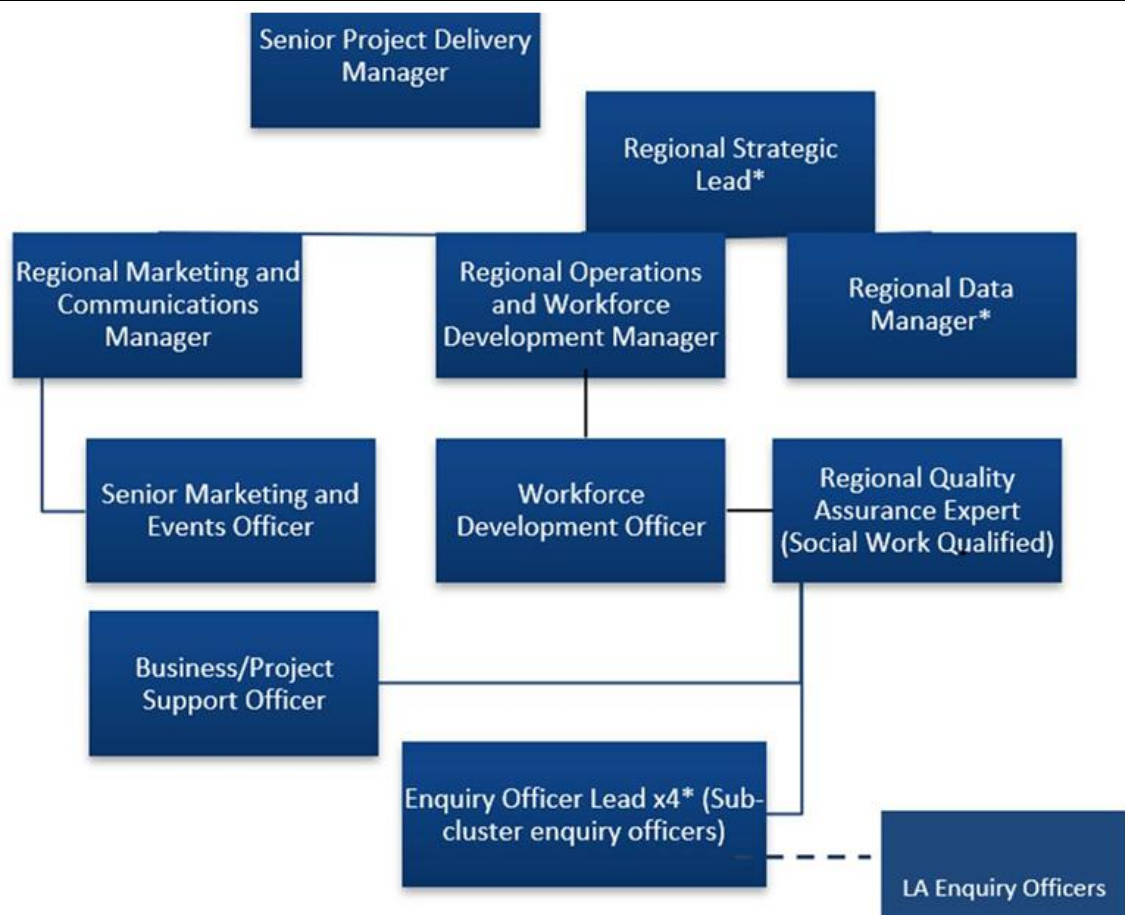 Senior Project Delivery
Manager
Regional Strategic
Lead*
Regional Marketing and
Communications
Manager
Regional Operations
and Workforce
Development Manager
Regional Data
Manager*
Senior Marketing and
Events Officer
Workforce
Development Officer
Regional Quality
Assurance Expert
(Social Work Qualified)
Business/Project
Support Officer
Enquiry Officer Lead x4* (Sub-
cluster enquiry officers)
LA Enquiry Officers